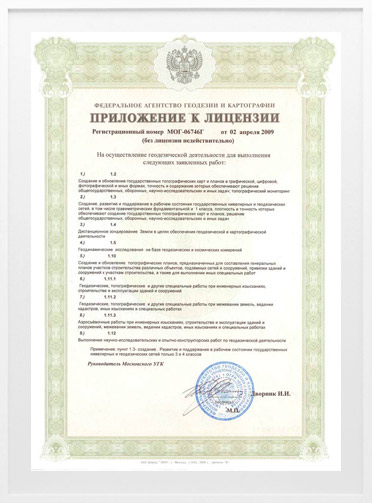 ФЕДЕРАЛЬНОЕ АГЕНТСТВО ГЕОДЕЗИИ И КАРТОГРАФИИ
ПРИЛОЖЕНИЕ К ЛИЦЕНЗИИ
Регистрационный номер МОГ-06746Г от 02 апреля 2009
(без лицензии недействительно)
На осуществление геодезической деятельности для выполнения
следующих заявленных работ:
1.) 1.2
Создание и обновление государственных топографических карт и планов в графической, цифровой,
фотографической и иных формах, точность и содержание которых обеспечивают решение
общегосударственных, оборонных, научно-исследовательских и иных задач; топографический мониторинг
2.) 1.3
Создание, развитие и поддержание в рабочем состоянии государственных нивелирных и геодезических
сетей, в том числе гравиметрических фундаментальной и 1 класса, плотность и точность которых
обеспечивают создание государственных топографических карт и планов, решение
общегосударственных, оборонных, научно-исследовательских и иных задач
3.) 1.4
Дистанционное зондирование Земли в целях обеспечения геодезической и картографической
деятельности
4.) 1.5
Геодинамические исследования на базе геодезических и космических измерений
5.) 1.10
Создание и обновление топографических планов, предназначенных для составления генеральных
планов участков строительства различных объектов, подземных сетей и сооружений, привязки зданий и
сооружений к участкам строительства, а также для выполнения иных специальных работ
6.) 1.11.1
Геодезические, топографические и другие специальные работы при инженерных изысканиях,
строительстве и эксплуатации зданий и сооружений
7.) 1.11.2
Геодезические, топографические и другие специальные работы при межевании земель, ведении
кадастров, иных изысканиях и специальных работах
8.) 1.11.3
Аэросъёмочные работы при инженерных изысканиях, строительстве и эксплуатации зданий и
сооружений, межевании земель, ведении кадастров, иных изысканиях и специальных работах
9.) 1.12
Выполнение научно-исследовательских и опытно-конструкторских работ по геодезической деятельности
Примечание: пункт 1.3- создание. Развитие и поддержание в рабочем состоянии государственных
нивелирных и геодезических сетей только 3 и 4 классов
Руководитель Московского УГК
Дворник И.И.
М.П.